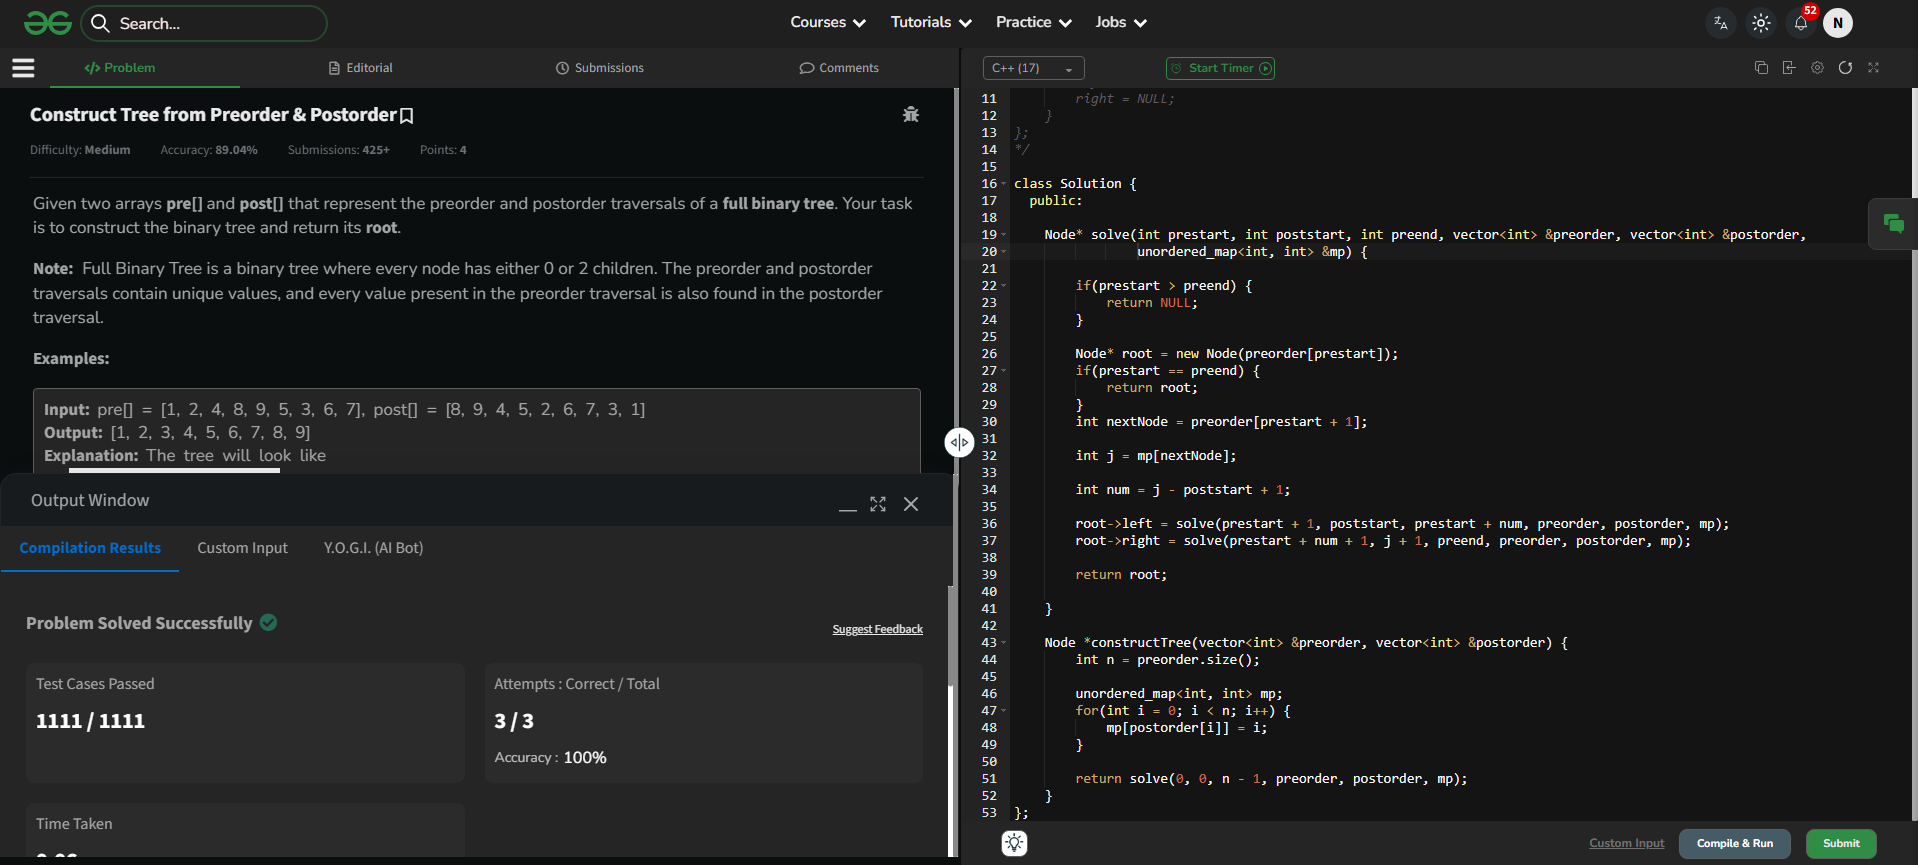 Search...
Courses
Tutorials
Practice
Jobs
52
N
Problem
Editorial
Submissions
Comments
Construct Tree from Preorder & Postorder
Difficulty: Medium Accuracy: 89.04% Submissions: 425+ Points: 4
Given two arrays pre[] and post[] that represent the preorder and postorder traversals of a full binary tree. Your task
is to construct the binary tree and return its root.
Note: Full Binary Tree is a binary tree where every node has either 0 or 2 children. The preorder and postorder
traversals contain unique values, and every value present in the preorder traversal is also found in the postorder
traversal.
Examples:
Input: pre[] = [1, 2, 4, 8, 9, 5, 3, 6, 7], post[] = [8, 9, 4, 5, 2, 6, 7, 3, 1]
Output: [1, 2, 3, 4, 5, 6, 7, 8, 9]
Explanation: The tree will look like
Output Window
Compilation Results Custom Input Y.O.G.I. (AI Bot)
Problem Solved Successfully
Suggest Feedback
Test Cases Passed
1111 / 1111
Attempts : Correct / Total
3 / 3
Accuracy : 100%
Time Taken
C++ (17)
Start Timer
11 right = NULL;
12 }
13 };
14 */
15
16 class Solution {
17 public:
18
19 Node* solve(int prestart, int poststart, int preend, vector<int> &preorder, vector<int> &postorder,
20 unordered_map<int, int> &mp) {
21
22 if(prestart > preend) {
23 return NULL;
24 }
25
26 Node* root = new Node(preorder[prestart]);
27 if(prestart == preend) {
28 return root;
29 }
30 int nextNode = preorder[prestart + 1];
31
32 int j = mp[nextNode];
33
34 int num = j - poststart + 1;
35
36 root->left = solve(prestart + 1, poststart, prestart + num, preorder, postorder, mp);
37 root->right = solve(prestart + num + 1, j + 1, preend, preorder, postorder, mp);
38
39 return root;
40
41 }
42
43 Node *constructTree(vector<int> &preorder, vector<int> &postorder) {
44 int n = preorder.size();
45
46 unordered_map<int, int> mp;
47 for(int i = 0; i < n; i++) {
48 mp[postorder[i]] = i;
49 }
50
51 return solve(0, 0, n - 1, preorder, postorder, mp);
52 }
53 };
Custom Input
Compile & Run
Submit